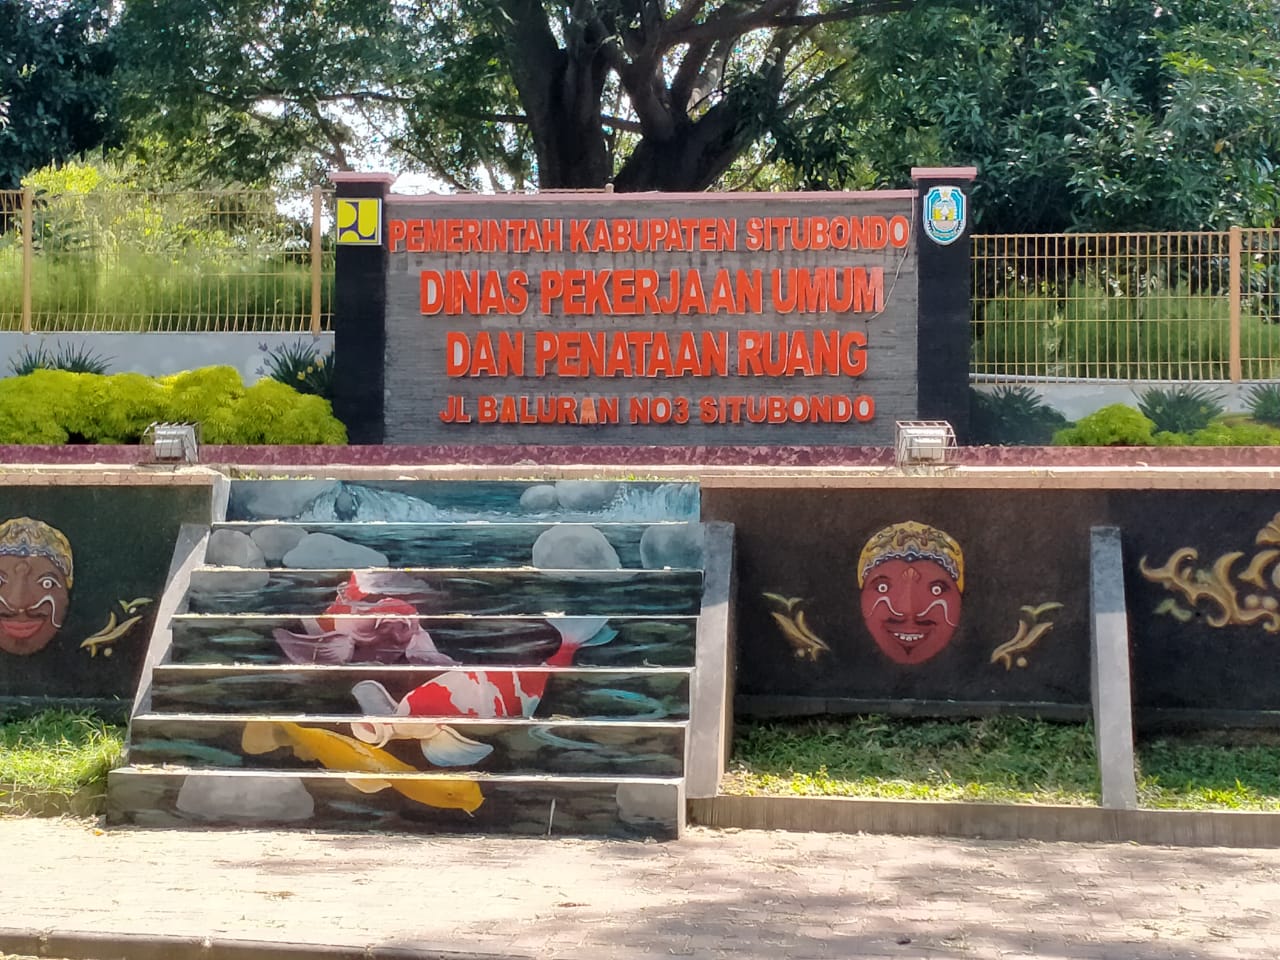 PEMERINTAH KABUPATEN SITUBONDO
DINAS PEKERJAAN UMUM
DAN PENATAAN RUANG
JL BALURAN NO3 SITUBONDO